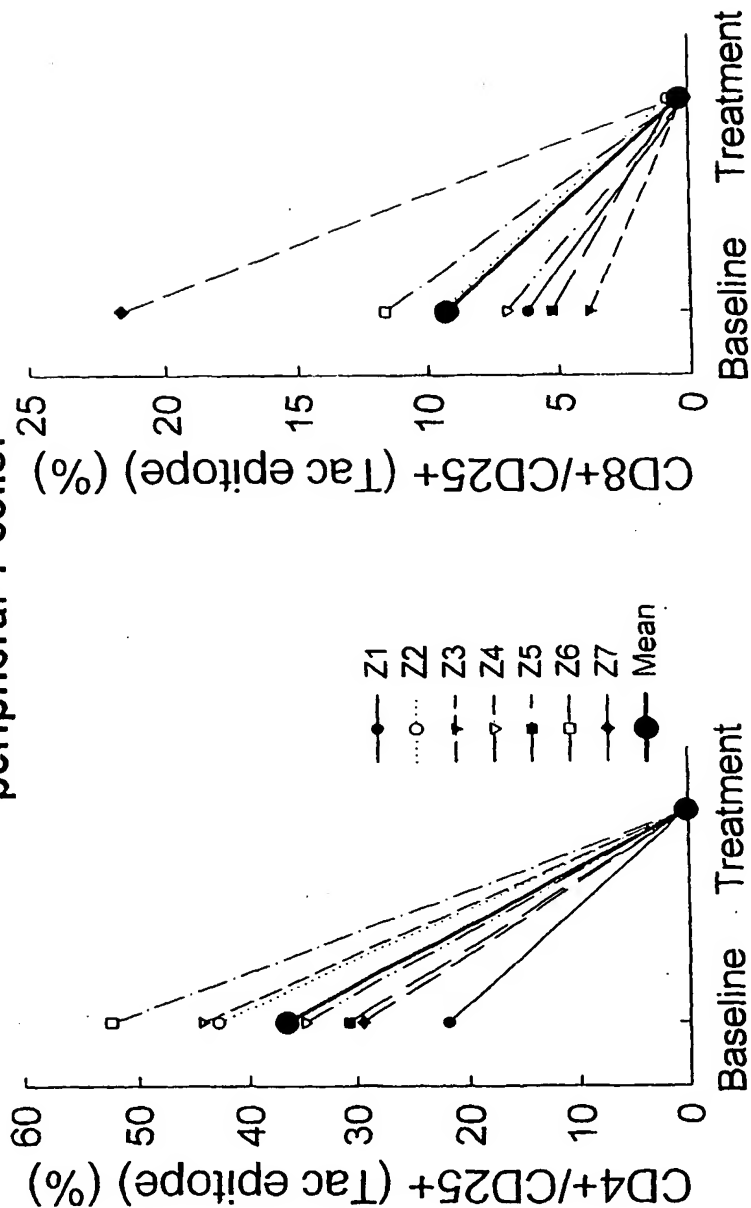 peripheral T cells.
CD4+/CD25+ (Tac epitope) (%)
60
50
40
30
20
10
0
Baseline Treatment
Z1
Z2
Z3
Z4
Z5
Z6
Z7
Mean
CD8+/CD25+ (Tac epitope) (%)
25
20
15
10
5
0
Baseline Treatment